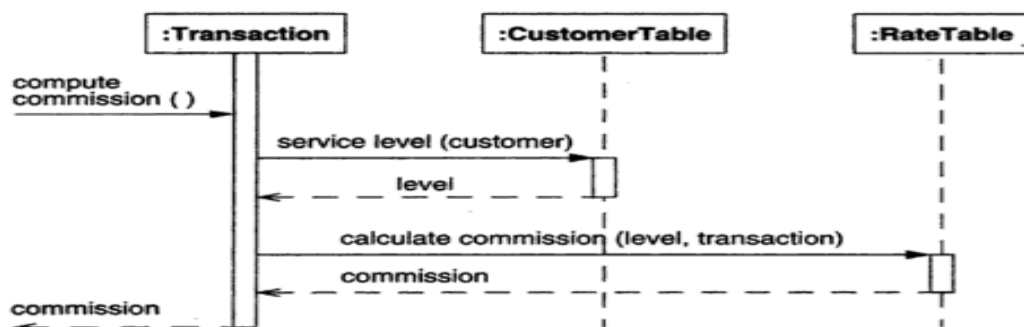 :Transaction
:CustomerTable
:RateTable
compute
commission ( )
service level (customer)
level
calculate commission (level, transaction)
commission
commission